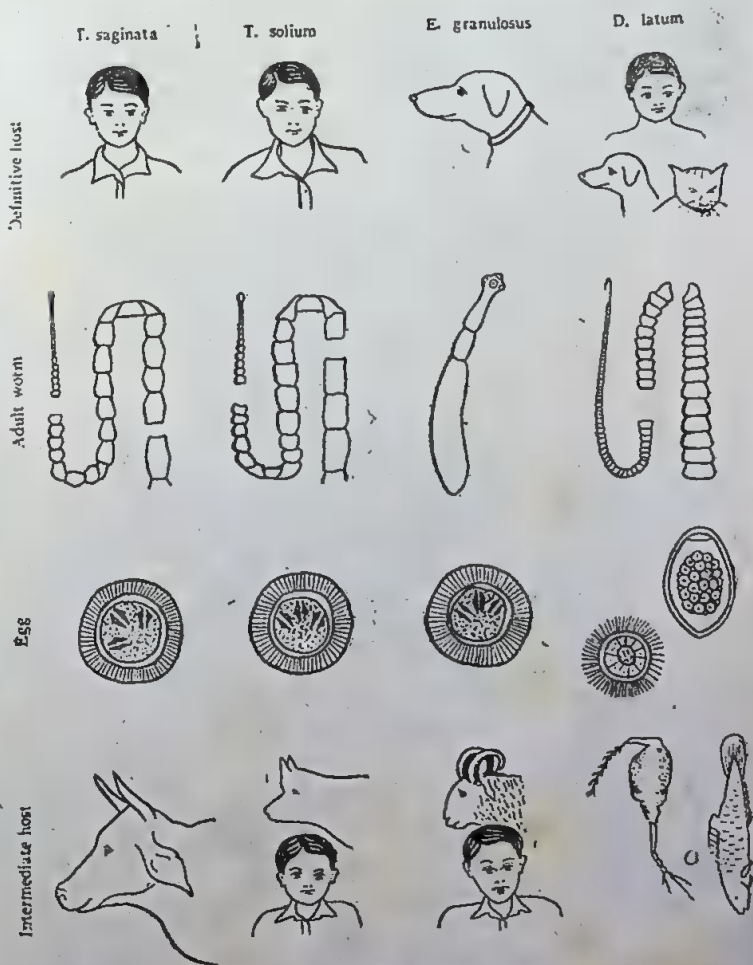 T. saginata
T. solium
E. granulosus
D. latum
Definitive host
Adult worm
Egg
Intermediate host